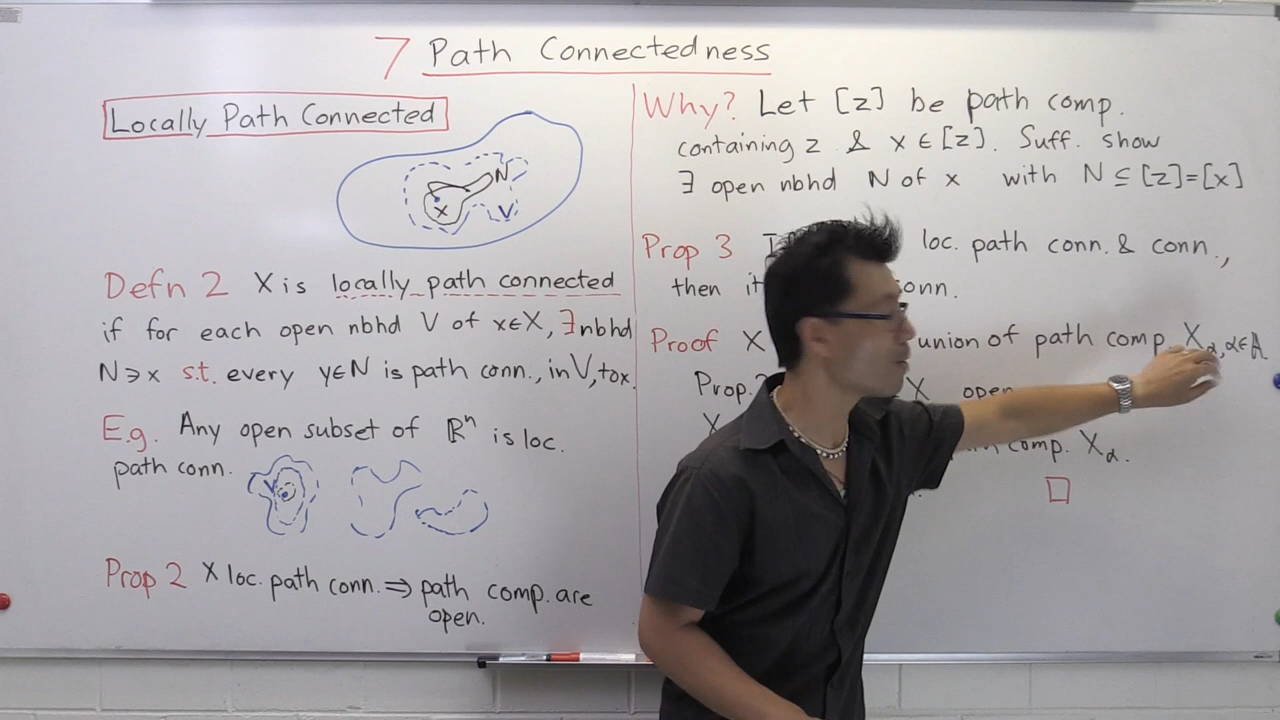 7 Path Connectedness
Locally Path Connected
N
x
V
Defn 2 X is locally path connected
if for each open nbhd V of x∈X, ∃ nbhd
N∋x s.t. every y∈N is path conn., in V, to x.
E.g. Any open subset of ℝⁿ is loc.
path conn.
Prop 2 X loc. path conn. ⇒ path comp. are
open.
Why? Let [z] be path comp.
containing z & x∈[z]. Suff. show
∃ open nbhd N of x with N⊆[z]=[x]
Prop 3 loc. path conn. & conn.,
then it conn.
Proof X union of path comp. X_α, α∈A.
Prop. 2 X open
X comp. X_α.
□